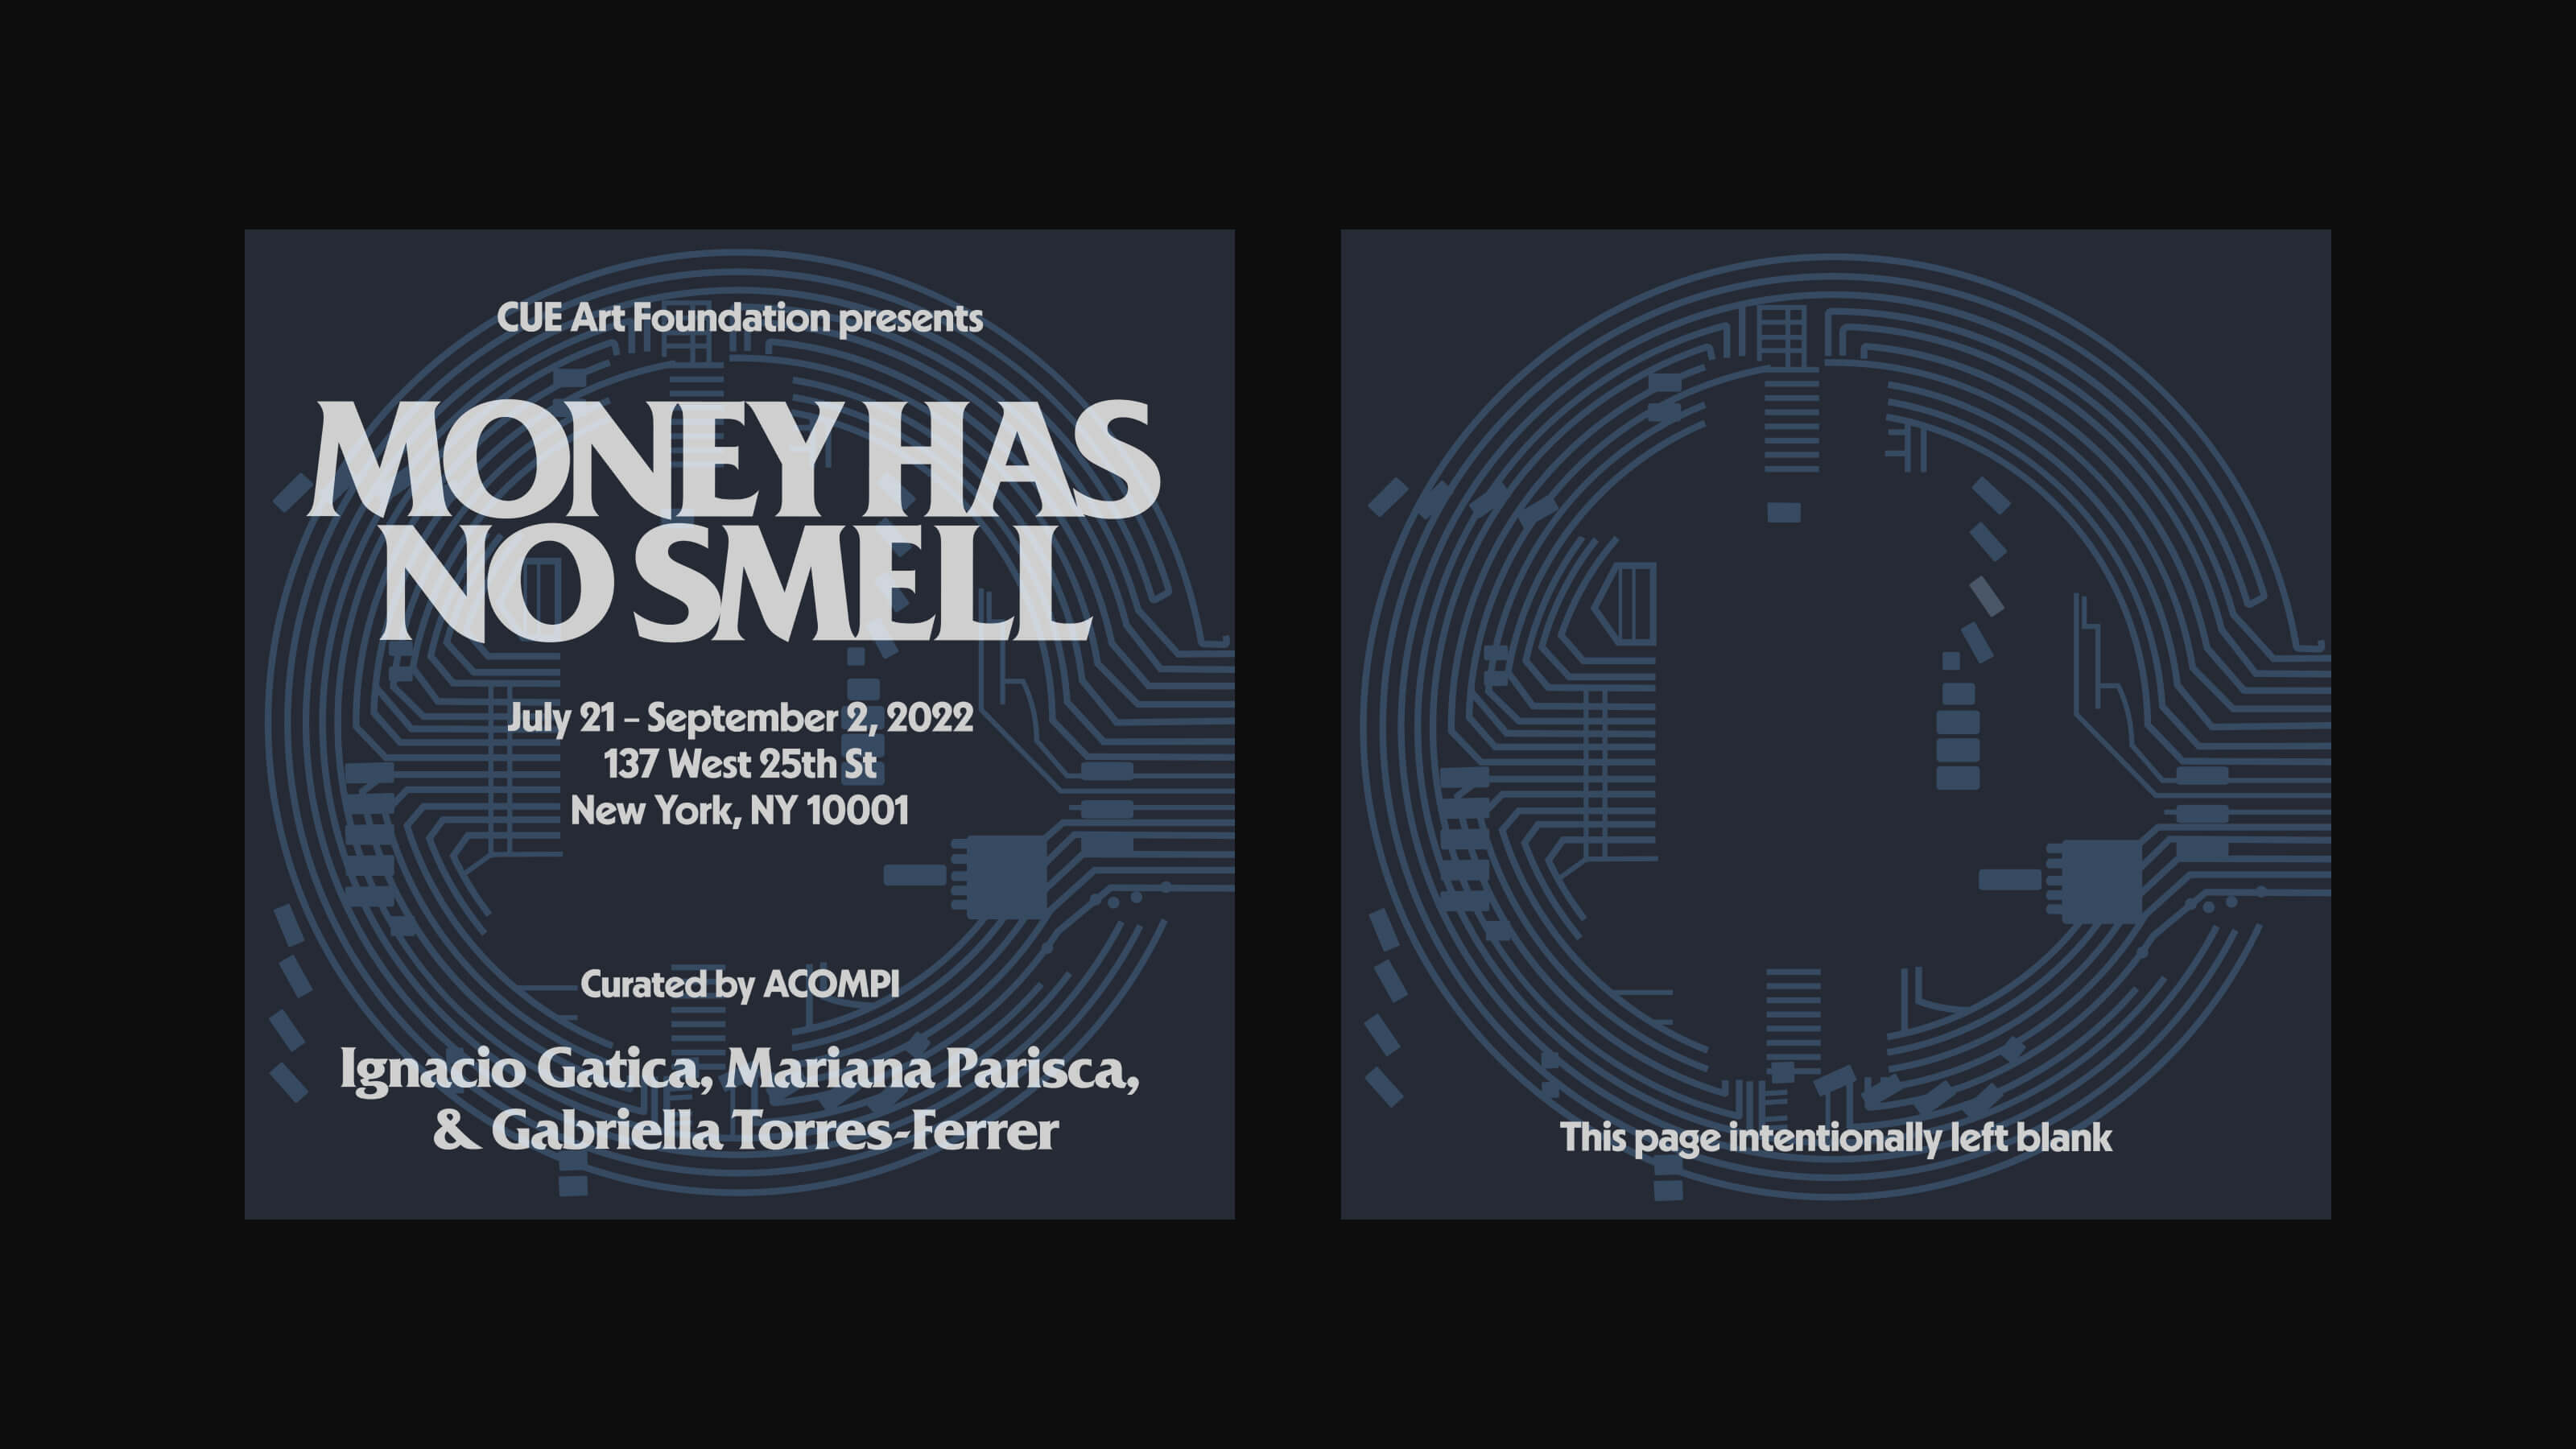 CUE Art Foundation presents
MONEY HAS
NO SMELL
July 21 – September 2, 2022
137 West 25th St
New York, NY 10001
Curated by ACOMPI
Ignacio Gatica, Mariana Parisca,
& Gabriella Torres-Ferrer
This page intentionally left blank